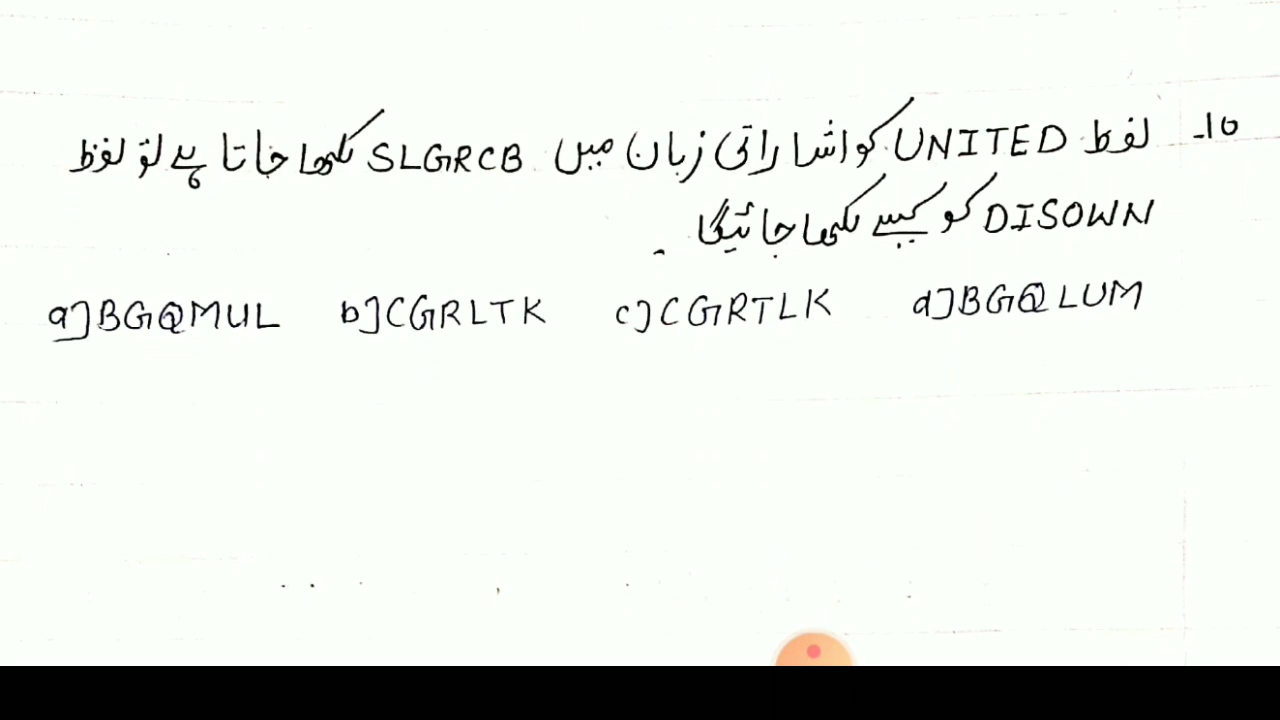 10- لفظ UNITED کو اشاراتی زبان میں SLGRCB لکھا جاتا ہے تو لفظ
DISOWN کو کیسے لکھا جائیگا ۔
a] BGQMUL b] CGRLTK c] CGRTLK d] BGQLUM